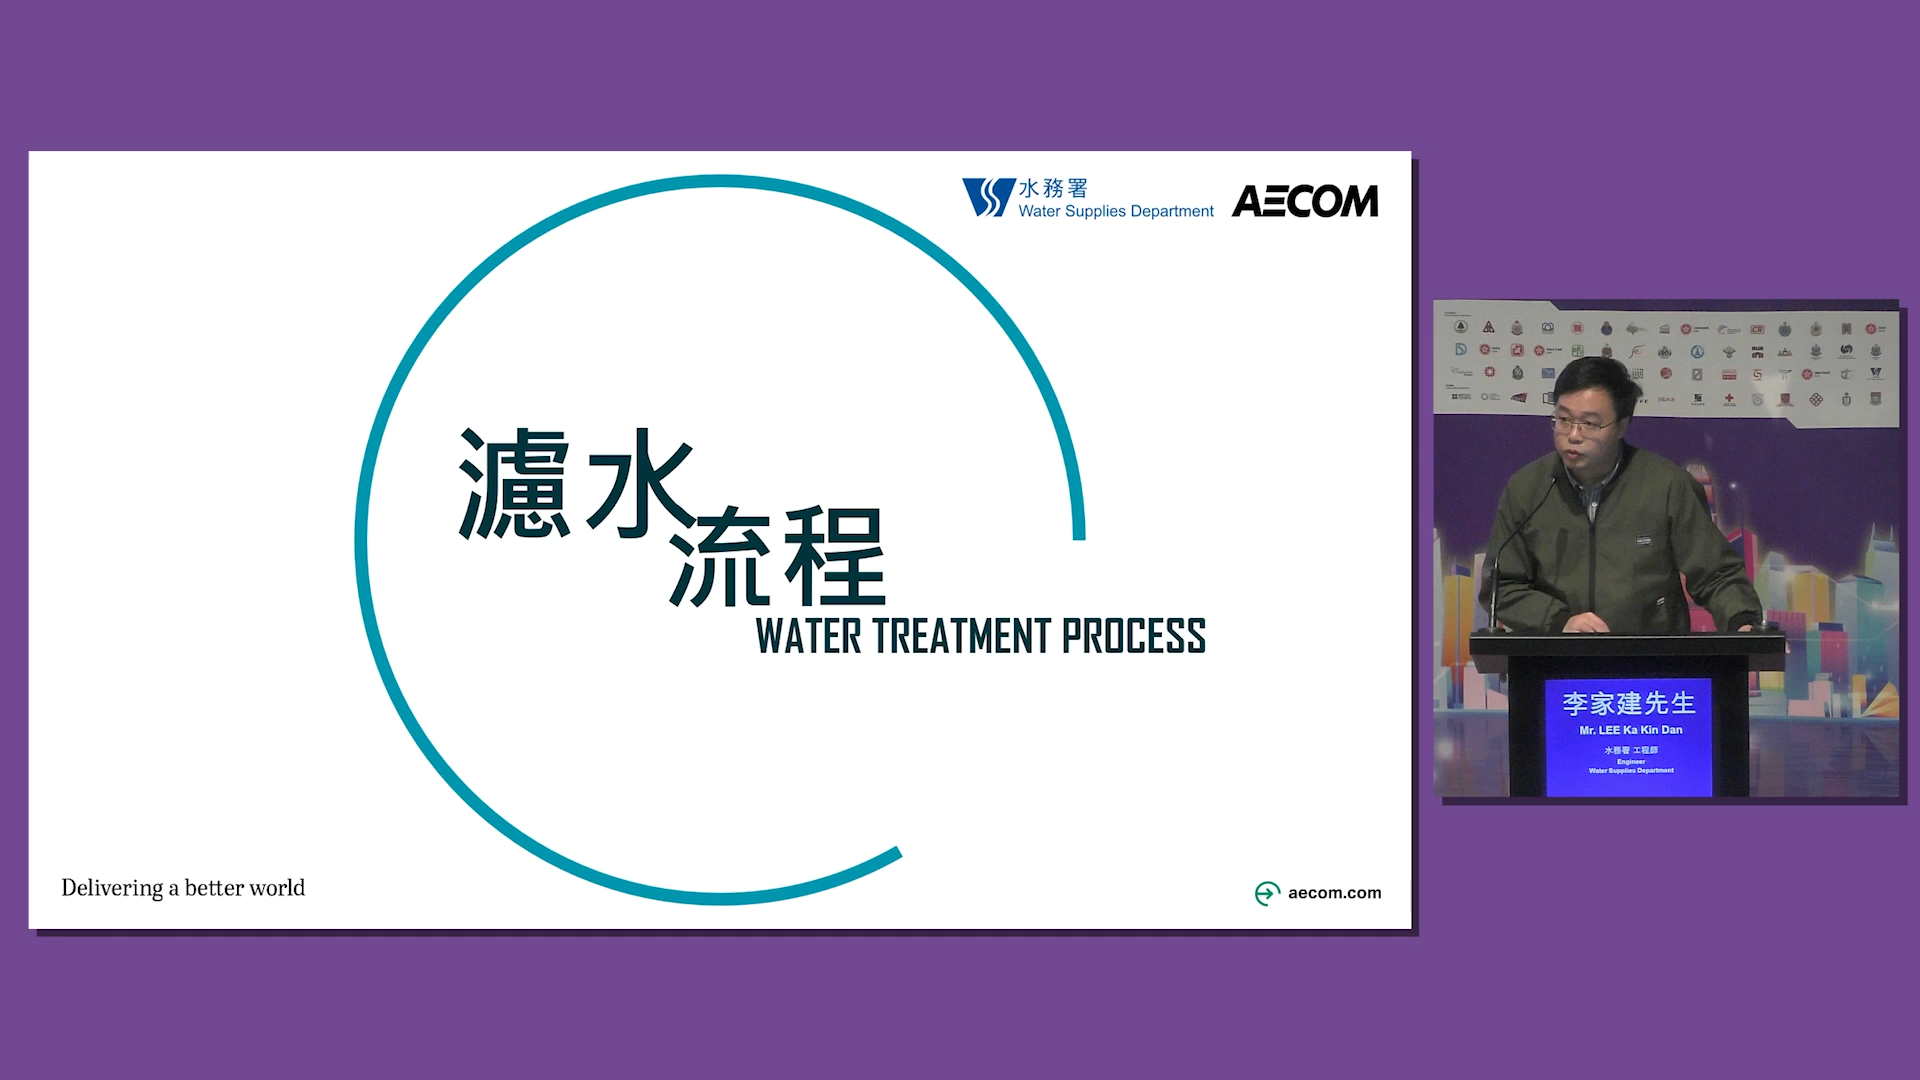 水務署
Water Supplies Department
AECOM
濾水
流程
WATER TREATMENT PROCESS
Delivering a better world
aecom.com
李家建先生
Mr. LEE Ka Kin Dan
水務署 工程師
Engineer
Water Supplies Department